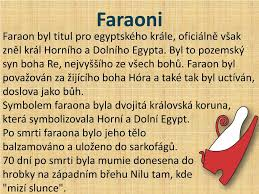 Faraoni
Faraon byl titul pro egyptského krále, oficiálně však
zněl král Horního a Dolního Egypta. Byl to pozemský
syn boha Re, nejvyššího ze všech bohů. Faraon byl
považován za žijícího boha Hóra a také tak byl uctíván,
doslova jako bůh.
Symbolem faraona byla dvojitá královská koruna,
která symbolizovala Horní a Dolní Egypt.
Po smrti faraona bylo jeho tělo
balzamováno a uloženo do sarkofágů.
70 dní po smrti byla mumie donesena do
hrobky na západním břehu Nilu tam, kde
"mizí slunce".